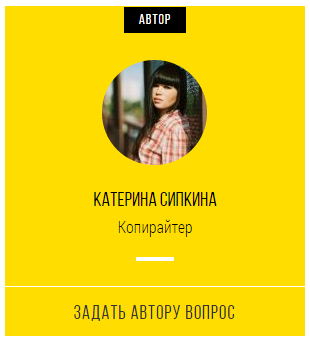 АВТОР
КАТЕРИНА СИПКИНА
Копирайтер
ЗАДАТЬ АВТОРУ ВОПРОС